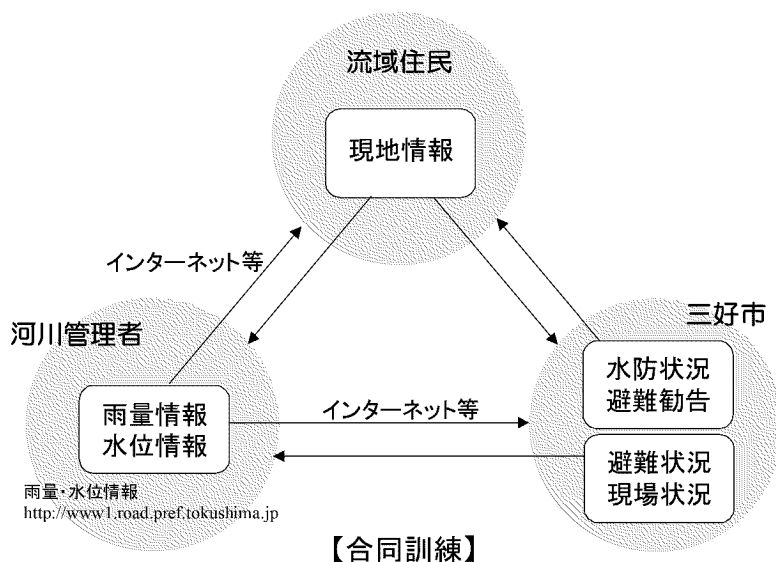 流域住民
現地情報
インターネット等
河川管理者
三好市
雨量情報
水位情報
インターネット等
水防状況
避難勧告
避難状況
現場状況
雨量・水位情報
http://www1.road.pref.tokushima.jp
【合同訓練】